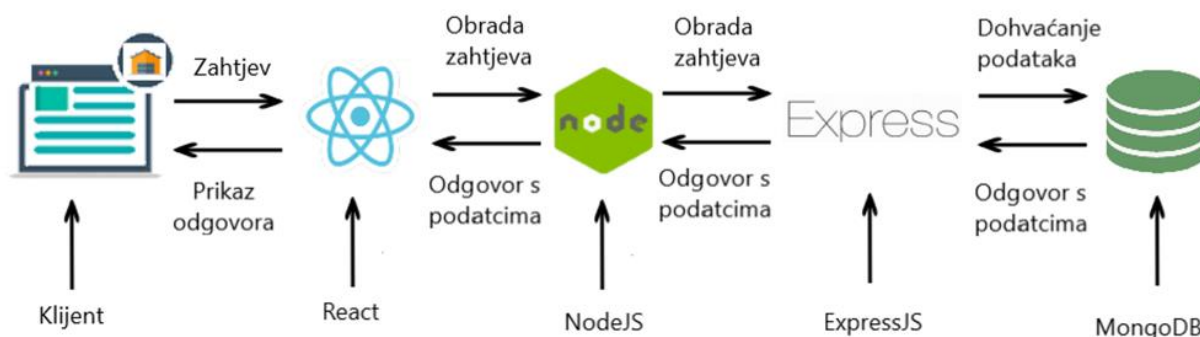 Zahtjev
Prikaz
odgovora
Obrada
zahtjeva
Odgovor s
podatcima
node
Obrada
zahtjeva
Odgovor s
podatcima
Express
Dohvaćanje
podataka
Odgovor s
podatcima
Klijent
React
NodeJS
ExpressJS
MongoDB